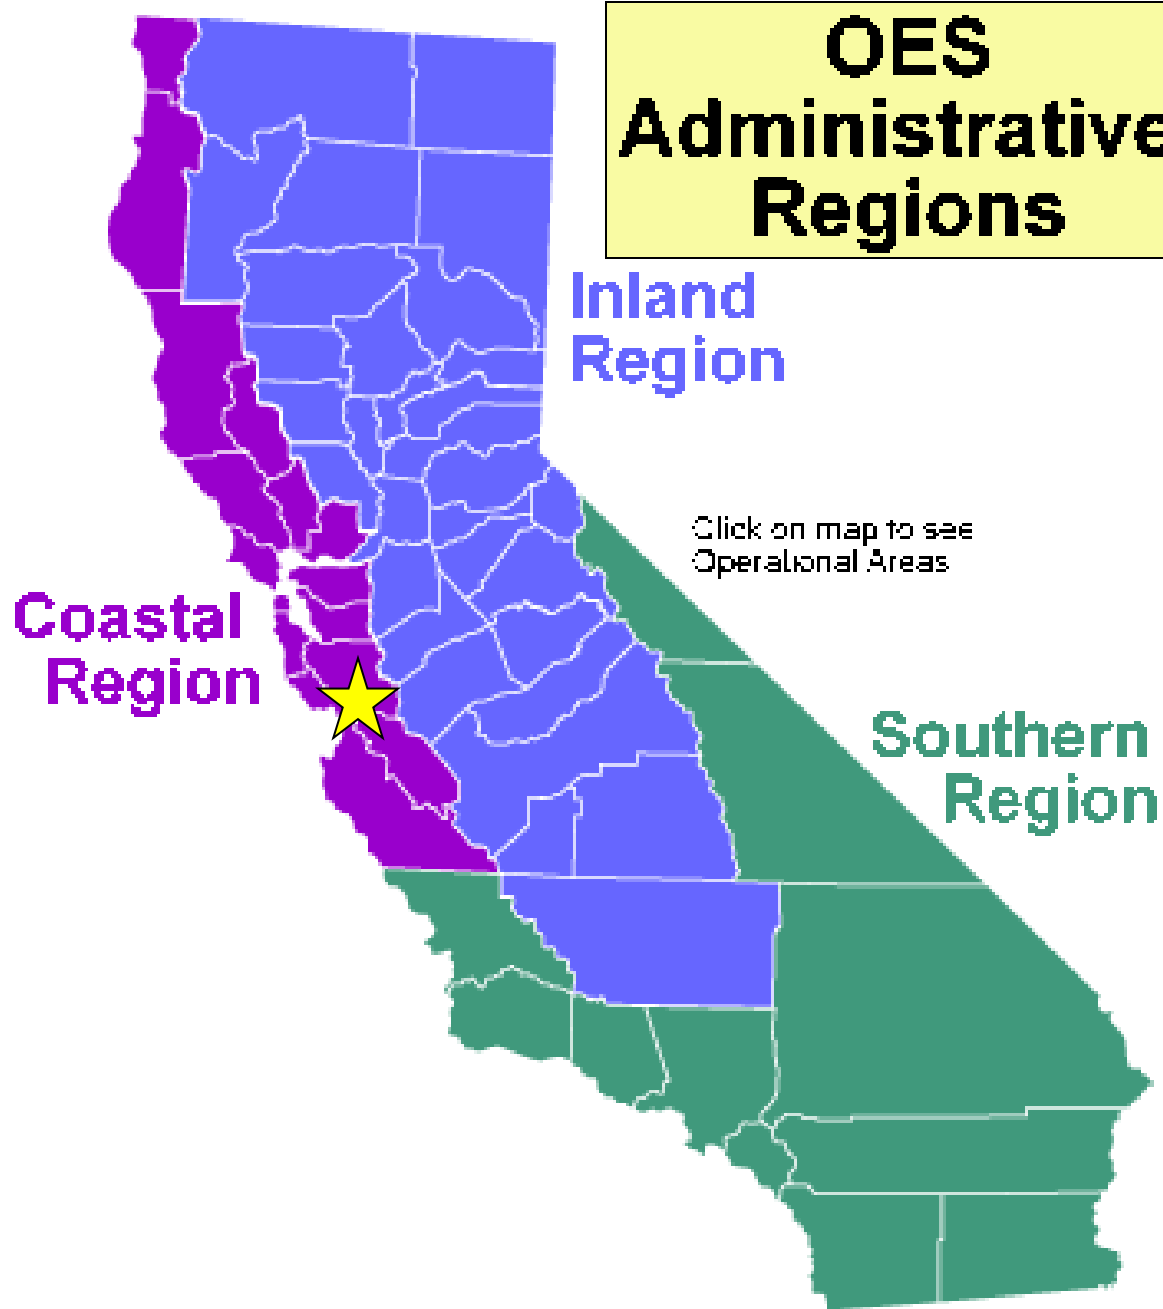 OES
Administrative
Regions
Inland
Region
Click on map to see
Operational Areas
Coastal
Region
Southern
Region